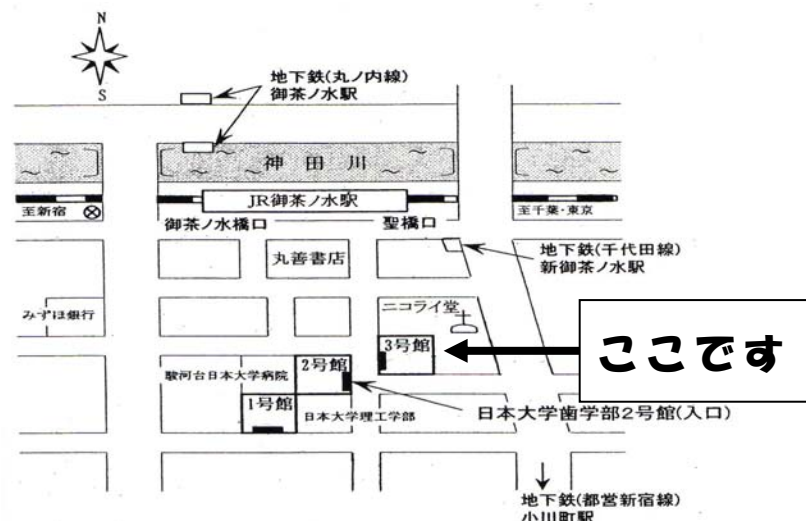 N
S
地下鉄(丸ノ内線)
御茶ノ水駅
神田川
JR御茶ノ水駅
至新宿
至千葉・東京
御茶ノ水橋口
聖橋口
丸善書店
地下鉄(千代田線)
新御茶ノ水駅
みずほ銀行
ニコライ堂
3号館
ここです
2号館
駿河台日本大学病院
1号館
日本大学理工学部
日本大学歯学部2号館(入口)
地下鉄(都営新宿線)
小川町駅